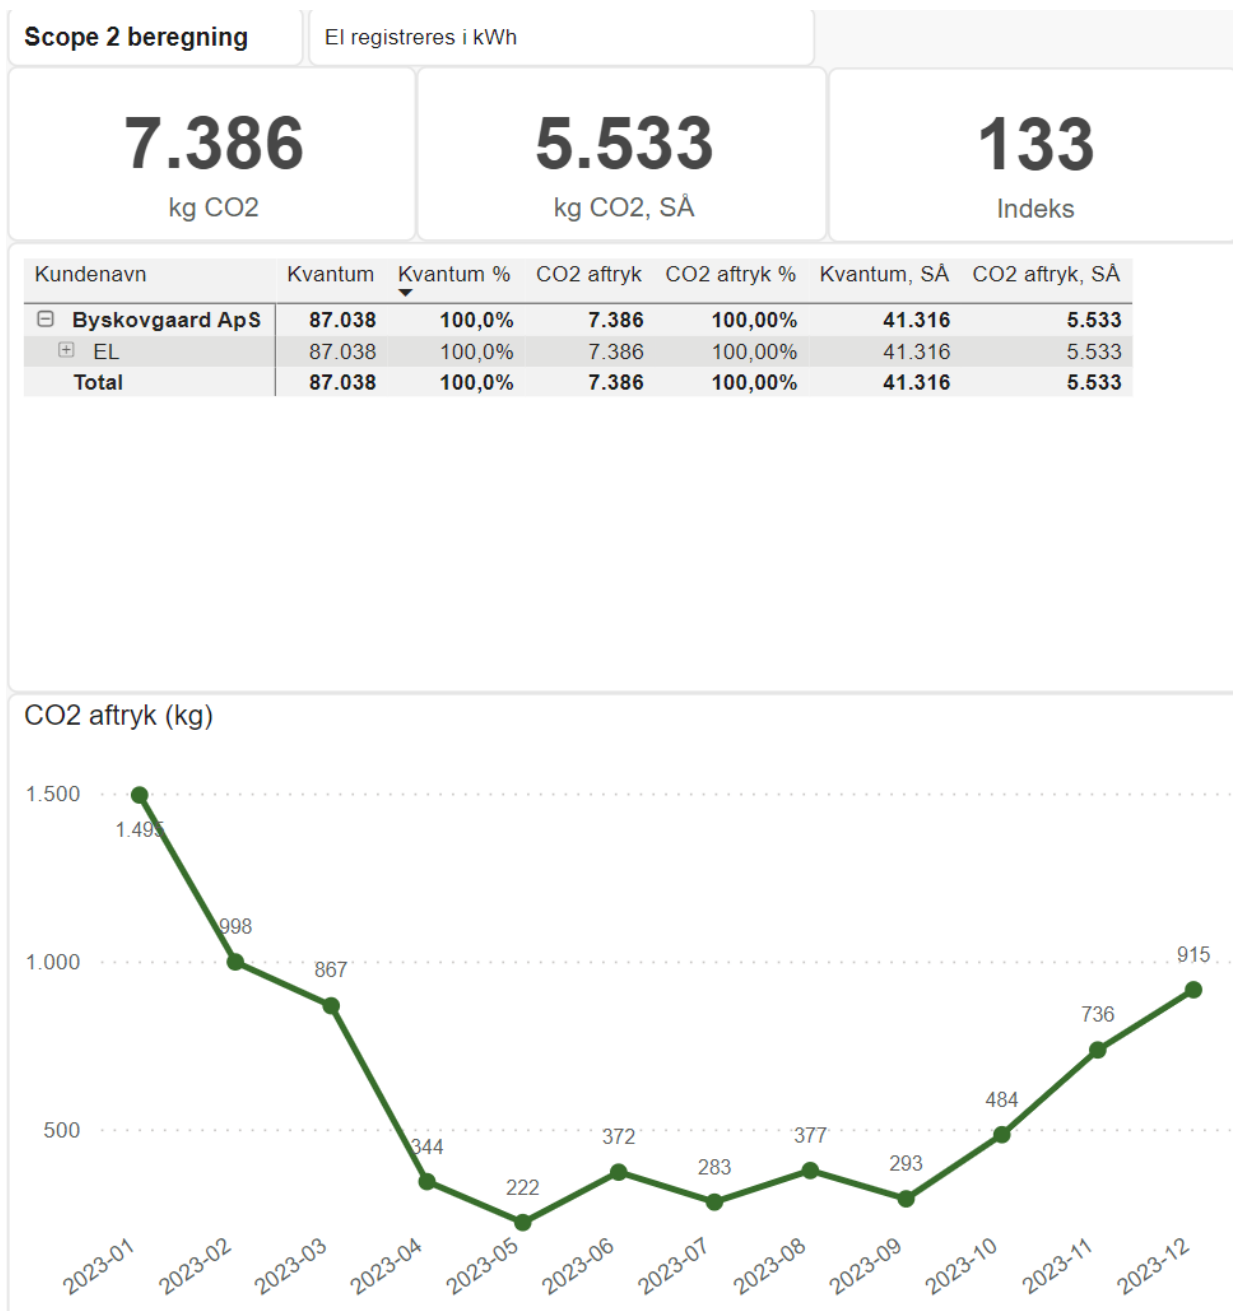 Scope 2 beregning
El registreres i kWh
7.386
kg CO2
5.533
kg CO2, SÅ
133
Indeks
Kundenavn Kvantum Kvantum % CO2 aftryk CO2 aftryk % Kvantum, SÅ CO2 aftryk, SÅ
Byskovgaard ApS 87.038 100,0% 7.386 100,00% 41.316 5.533
EL 87.038 100,0% 7.386 100,00% 41.316 5.533
Total 87.038 100,0% 7.386 100,00% 41.316 5.533
CO2 aftryk (kg)
1.500
1.495
998
1.000
867
915
736
500
344
222
372
283
377
293
484
2023-01 2023-02 2023-03 2023-04 2023-05 2023-06 2023-07 2023-08 2023-09 2023-10 2023-11 2023-12